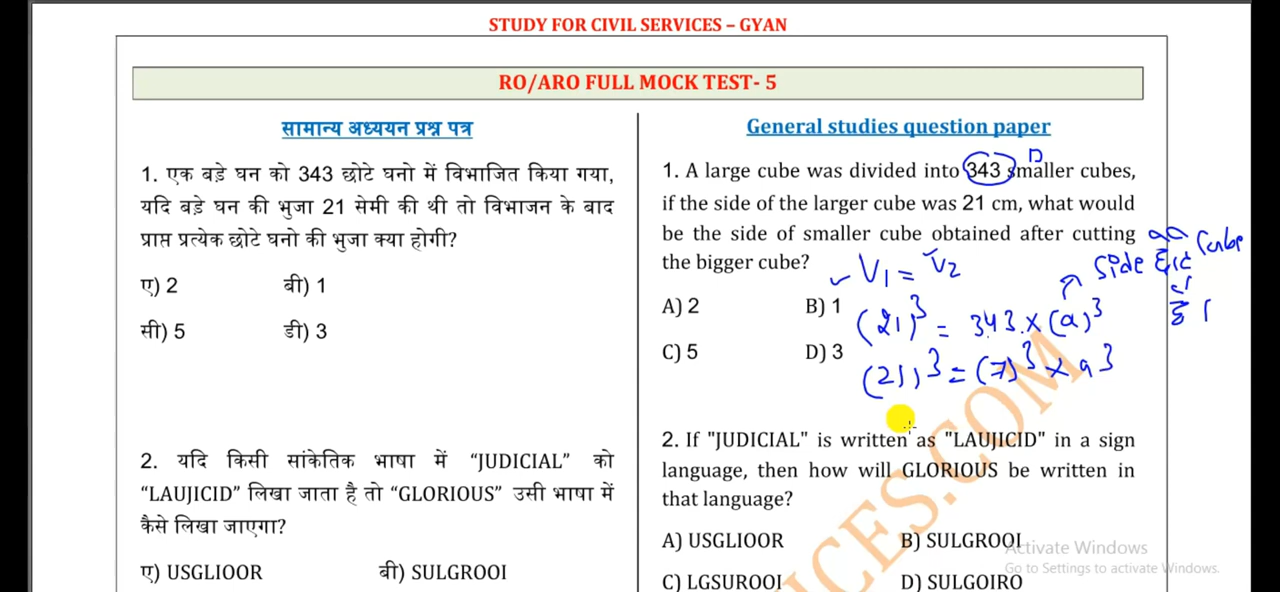 STUDY FOR CIVIL SERVICES – GYAN
RO/ARO FULL MOCK TEST- 5
सामान्य अध्ययन प्रश्न पत्र
1. एक बड़े घन को 343 छोटे घनो में विभाजित किया गया,
यदि बड़े घन की भुजा 21 सेमी की थी तो विभाजन के बाद
प्राप्त प्रत्येक छोटे घनो की भुजा क्या होगी?
ए) 2 बी) 1
सी) 5 डी) 3
2. यदि किसी सांकेतिक भाषा में “JUDICIAL” को
“LAUJICID” लिखा जाता है तो “GLORIOUS” उसी भाषा में
कैसे लिखा जाएगा?
ए) USGLIOOR बी) SULGROOI
General studies question paper
1. A large cube was divided into 343 smaller cubes,
if the side of the larger cube was 21 cm, what would
be the side of smaller cube obtained after cutting
the bigger cube?
V1 = V2
Side Cube
A) 2 B) 1
(21)3 = 343 × (a)3
C) 5 D) 3
(21)3 = (7)3 × a3
2. If "JUDICIAL" is written as "LAUJICID" in a sign
language, then how will GLORIOUS be written in
that language?
A) USGLIOOR B) SULGROOI
C) LGSUROOI D) SULGOIRO
ICES.COM
Activate Windows
Go to Settings to activate Windows.